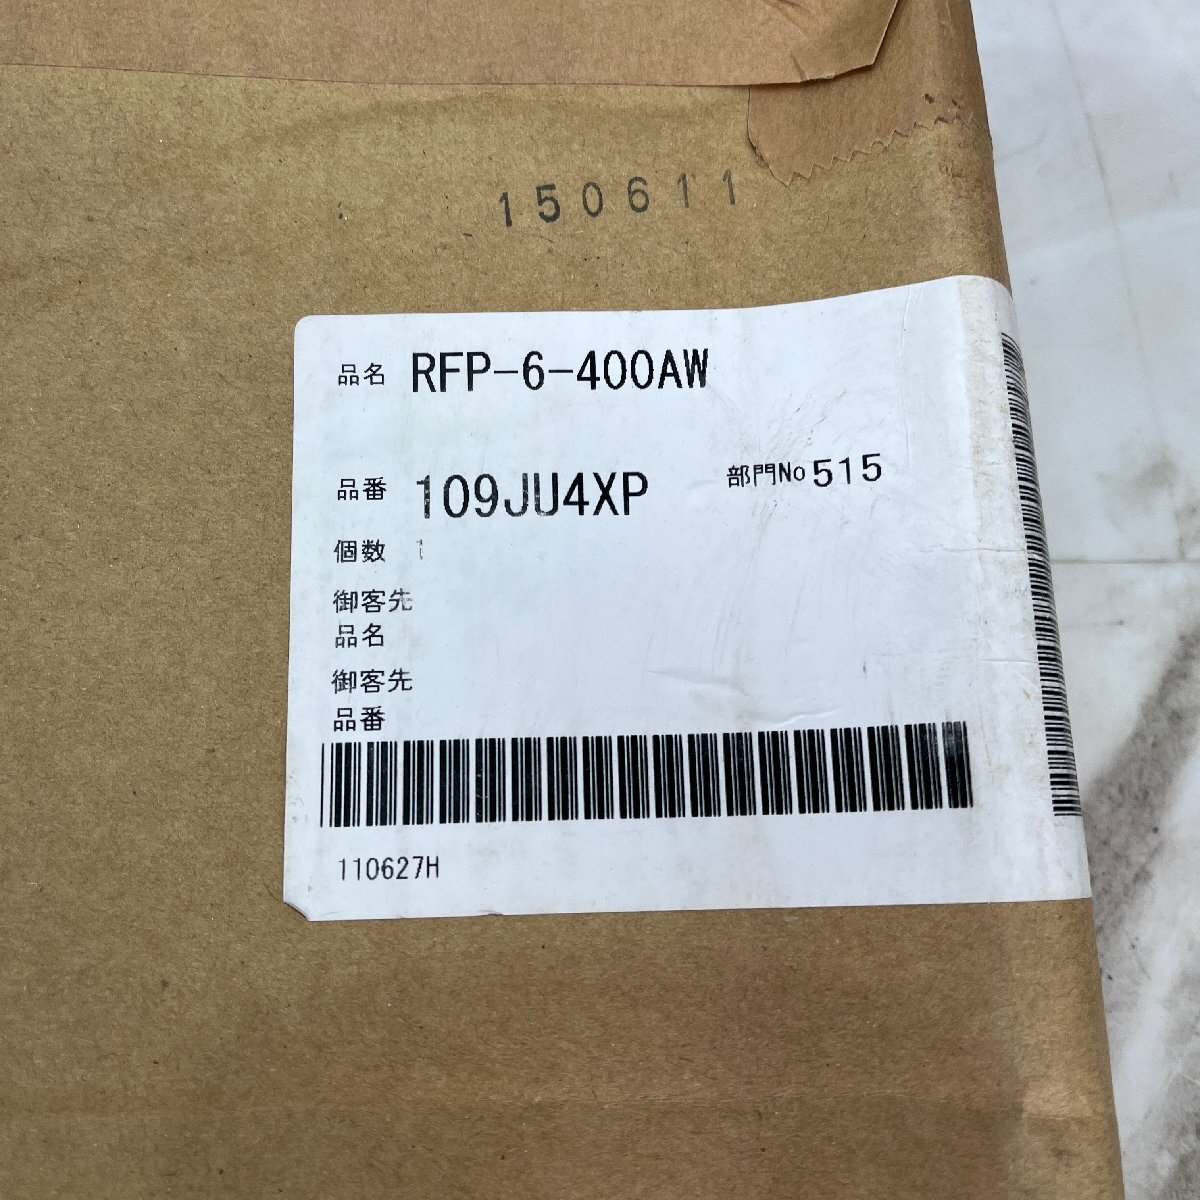 150611
品名 RFP-6-400AW
品番 109JU4XP 部門No 515
個数 1
御客先
品名
御客先
品番
110627H